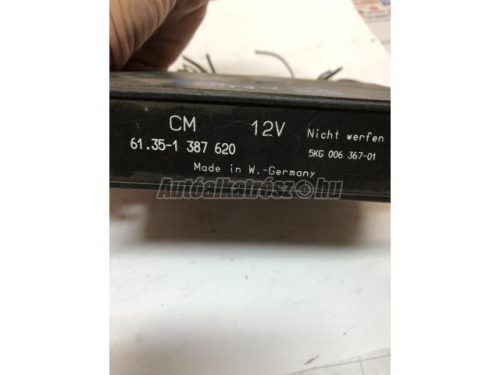 CM 12V Nicht werfen
61.35-1 387 620 5KG 006 367-01
Made in W.-Germany
Autóalkatrész.hu